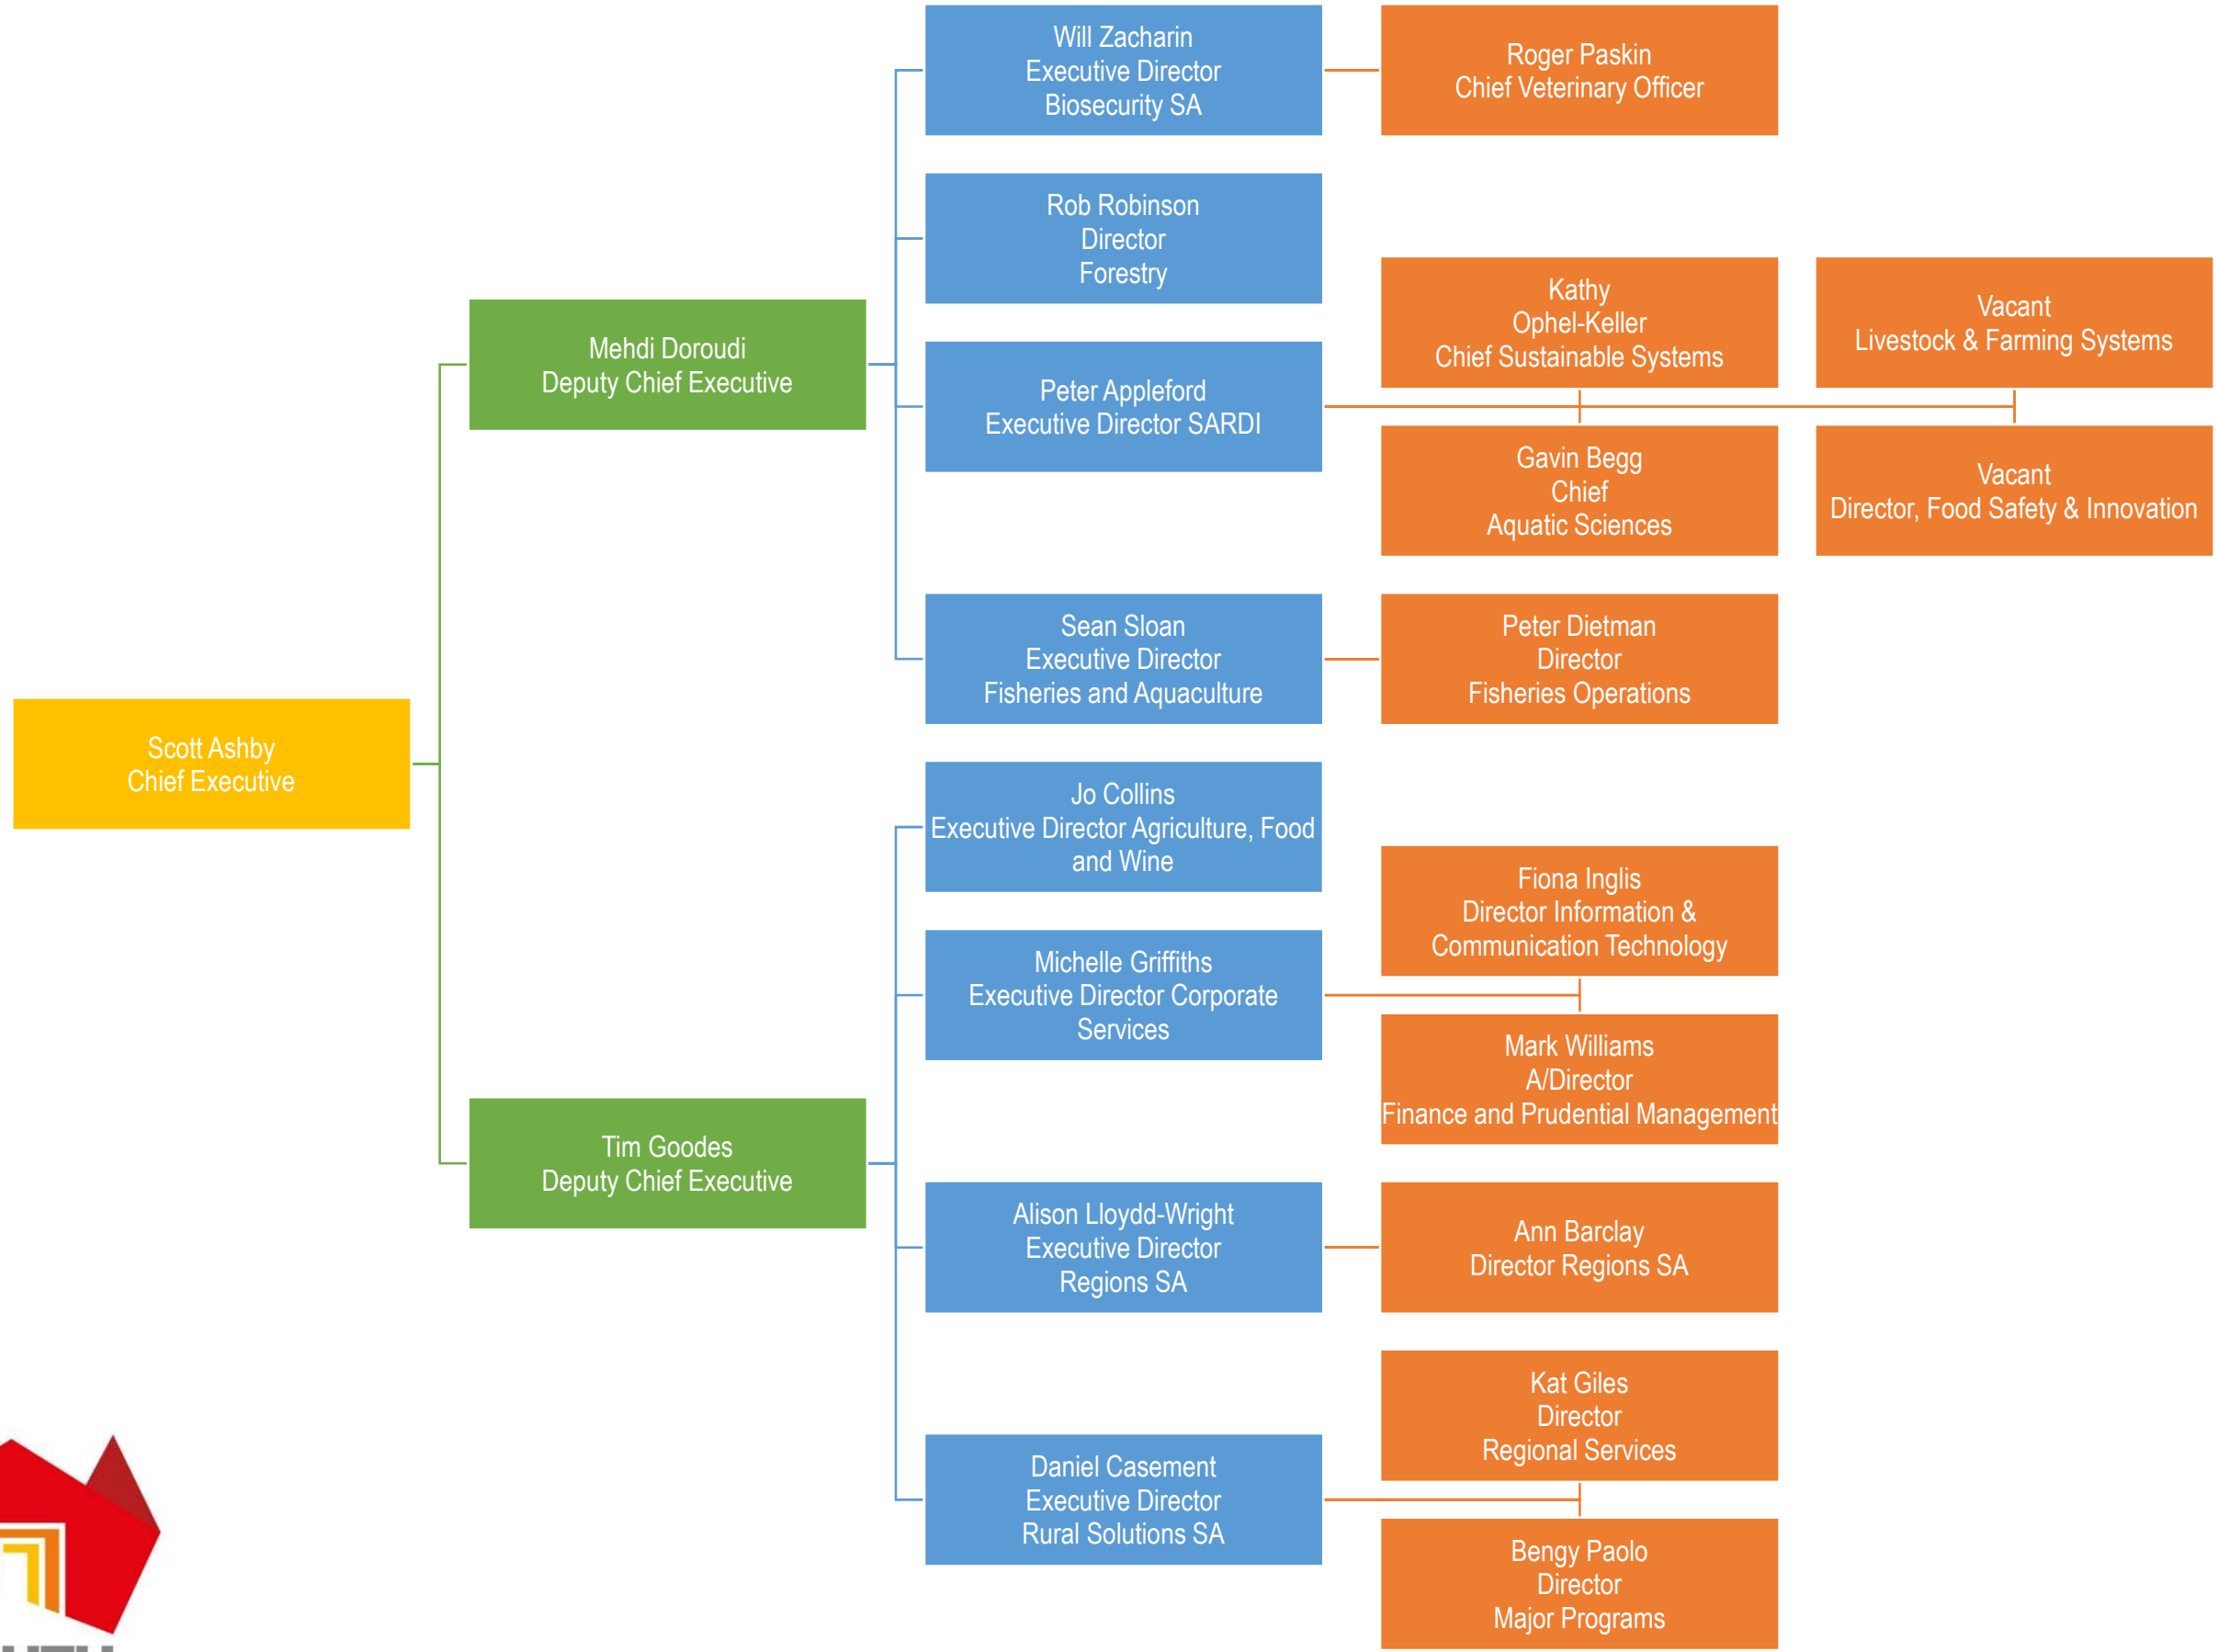 Will Zacharin
Executive Director
Biosecurity SA
Roger Paskin
Chief Veterinary Officer
Rob Robinson
Director
Forestry
Mehdi Doroudi
Deputy Chief Executive
Peter Appleford
Executive Director SARDI
Kathy
Ophel-Keller
Chief Sustainable Systems
Vacant
Livestock & Farming Systems
Gavin Begg
Chief
Aquatic Sciences
Vacant
Director, Food Safety & Innovation
Sean Sloan
Executive Director
Fisheries and Aquaculture
Peter Dietman
Director
Fisheries Operations
Scott Ashby
Chief Executive
Jo Collins
Executive Director Agriculture, Food
and Wine
Michelle Griffiths
Executive Director Corporate
Services
Fiona Inglis
Director Information &
Communication Technology
Mark Williams
A/Director
Finance and Prudential Management
Tim Goodes
Deputy Chief Executive
Alison Lloydd-Wright
Executive Director
Regions SA
Ann Barclay
Director Regions SA
Daniel Casement
Executive Director
Rural Solutions SA
Kat Giles
Director
Regional Services
Bengy Paolo
Director
Major Programs